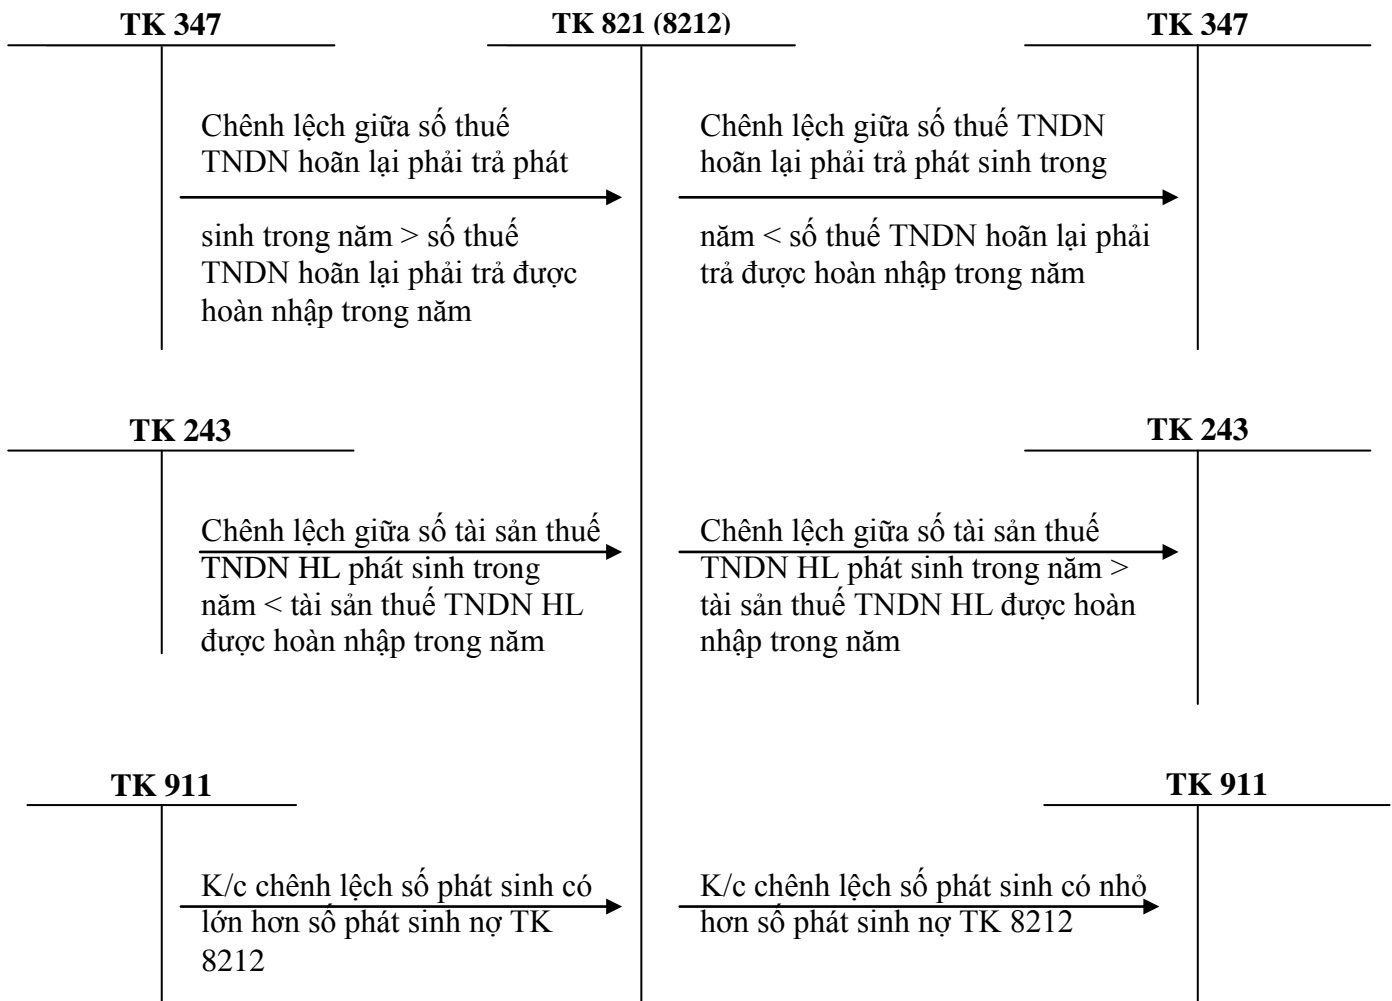 TK 347
TK 821 (8212)
TK 347
Chênh lệch giữa số thuế
TNDN hoãn lại phải trả phát
sinh trong năm > số thuế
TNDN hoãn lại phải trả được
hoàn nhập trong năm
Chênh lệch giữa số thuế TNDN
hoãn lại phải trả phát sinh trong
năm < số thuế TNDN hoãn lại phải
trả được hoàn nhập trong năm
TK 243
TK 243
Chênh lệch giữa số tài sản thuế
TNDN HL phát sinh trong
năm < tài sản thuế TNDN HL
được hoàn nhập trong năm
Chênh lệch giữa số tài sản thuế
TNDN HL phát sinh trong năm >
tài sản thuế TNDN HL được hoàn
nhập trong năm
TK 911
TK 911
K/c chênh lệch số phát sinh có
lớn hơn số phát sinh nợ TK
8212
K/c chênh lệch số phát sinh có nhỏ
hơn số phát sinh nợ TK 8212